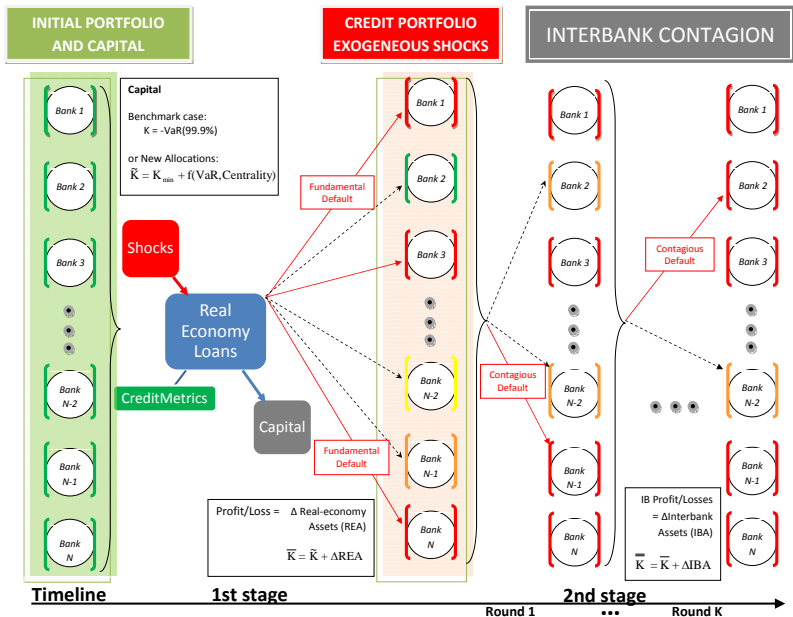 INITIAL PORTFOLIO
AND CAPITAL
CREDIT PORTFOLIO
EXOGENEOUS SHOCKS
INTERBANK CONTAGION
Bank 1
Bank 2
Bank 3
Bank
N-2
Bank
N-1
Bank
N
Capital
Benchmark case:
K = -VaR(99.9%)
or New Allocations:
K̃ = K_min + f(VaR,Centrality)
Shocks
Real
Economy
Loans
CreditMetrics
Capital
Fundamental
Default
Fundamental
Default
Profit/Loss = Δ Real-economy
Assets (REA)
K̅ = K̃ + ΔREA
Bank 1
Bank 2
Bank 3
Bank
N-2
Bank
N-1
Bank
N
Contagious
Default
Bank 1
Bank 2
Bank 3
Bank
N-2
Bank
N-1
Bank
N
Contagious
Default
Bank 1
Bank 2
Bank 3
Bank
N-2
Bank
N-1
Bank
N
IB Profit/Losses
= ΔInterbank
Assets (IBA)
K̿ = K̅ + ΔIBA
Timeline
1st stage
2nd stage
Round 1
...
Round K